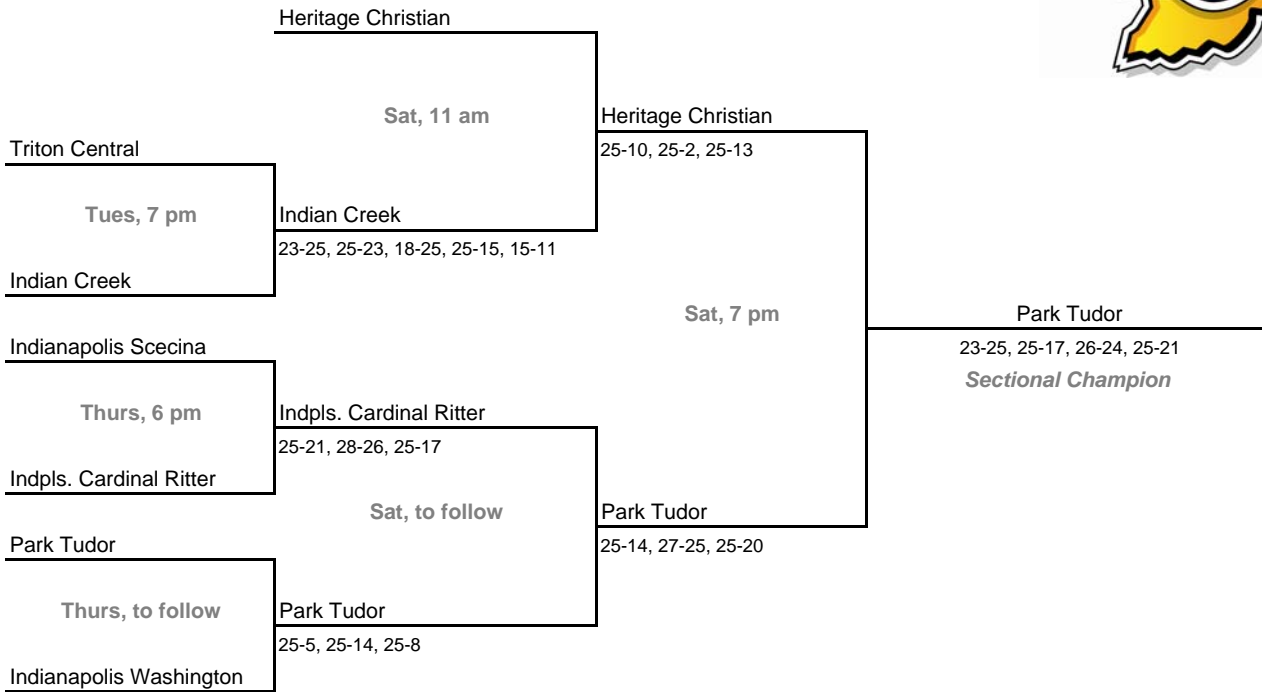 Heritage Christian
Sat, 11 am
Heritage Christian
Triton Central
25-10, 25-2, 25-13
Tues, 7 pm
Indian Creek
23-25, 25-23, 18-25, 25-15, 15-11
Indian Creek
Sat, 7 pm
Park Tudor
Indianapolis Scecina
23-25, 25-17, 26-24, 25-21
Sectional Champion
Thurs, 6 pm
Indpls. Cardinal Ritter
25-21, 28-26, 25-17
Indpls. Cardinal Ritter
Sat, to follow
Park Tudor
Park Tudor
25-14, 27-25, 25-20
Thurs, to follow
Park Tudor
25-5, 25-14, 25-8
Indianapolis Washington